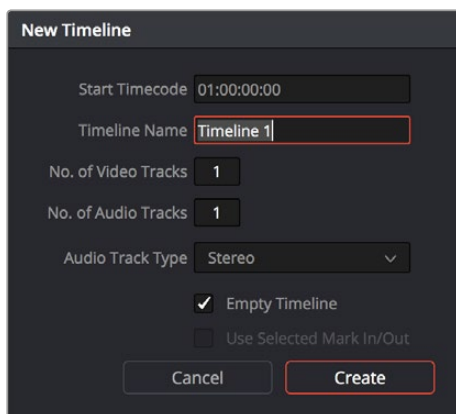 New Timeline
Start Timecode 01:00:00:00
Timeline Name Timeline 1
No. of Video Tracks 1
No. of Audio Tracks 1
Audio Track Type Stereo
Empty Timeline
Use Selected Mark In/Out
Cancel Create